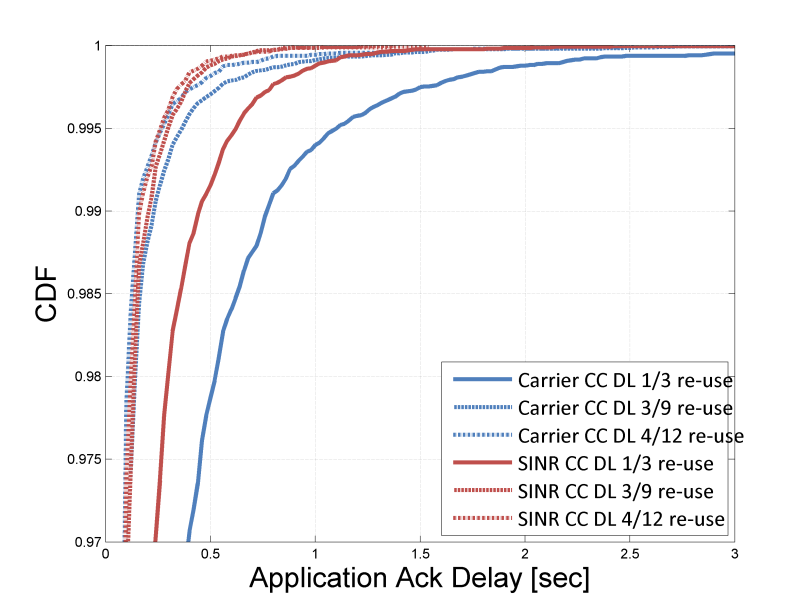 1
0.995
0.99
0.985
0.98
0.975
0.97
CDF
0
0.5
1
1.5
2
2.5
3
Application Ack Delay [sec]
Carrier CC DL 1/3 re-use
Carrier CC DL 3/9 re-use
Carrier CC DL 4/12 re-use
SINR CC DL 1/3 re-use
SINR CC DL 3/9 re-use
SINR CC DL 4/12 re-use